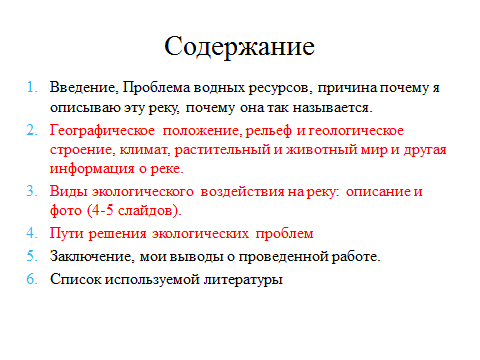 Содержание
1. Введение, Проблема водных ресурсов, причина почему я
описываю эту реку, почему она так называется.
2. Географическое положение, рельеф и геологическое
строение, климат, растительный и животный мир и другая
информация о реке.
3. Виды экологического воздействия на реку: описание и
фото (4-5 слайдов).
4. Пути решения экологических проблем
5. Заключение, мои выводы о проведенной работе.
6. Список используемой литературы